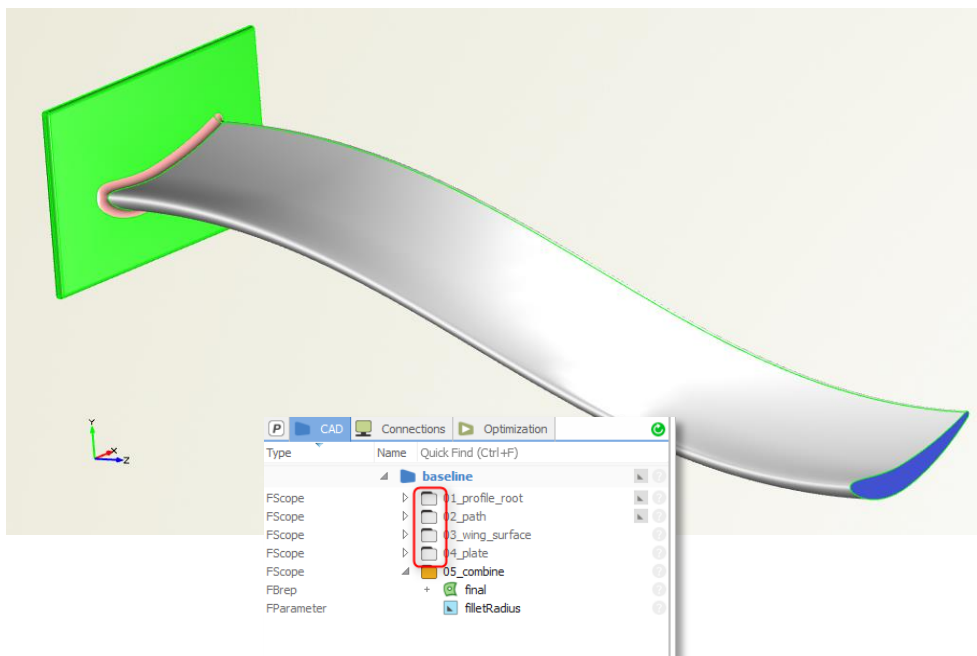 Y
X
Z
P CAD Connections Optimization
Type Name Quick Find (Ctrl+F)
baseline
FScope 01_profile_root
FScope 02_path
FScope 03_wing_surface
FScope 04_plate
FScope 05_combine
FBrep + final
FParameter filletRadius